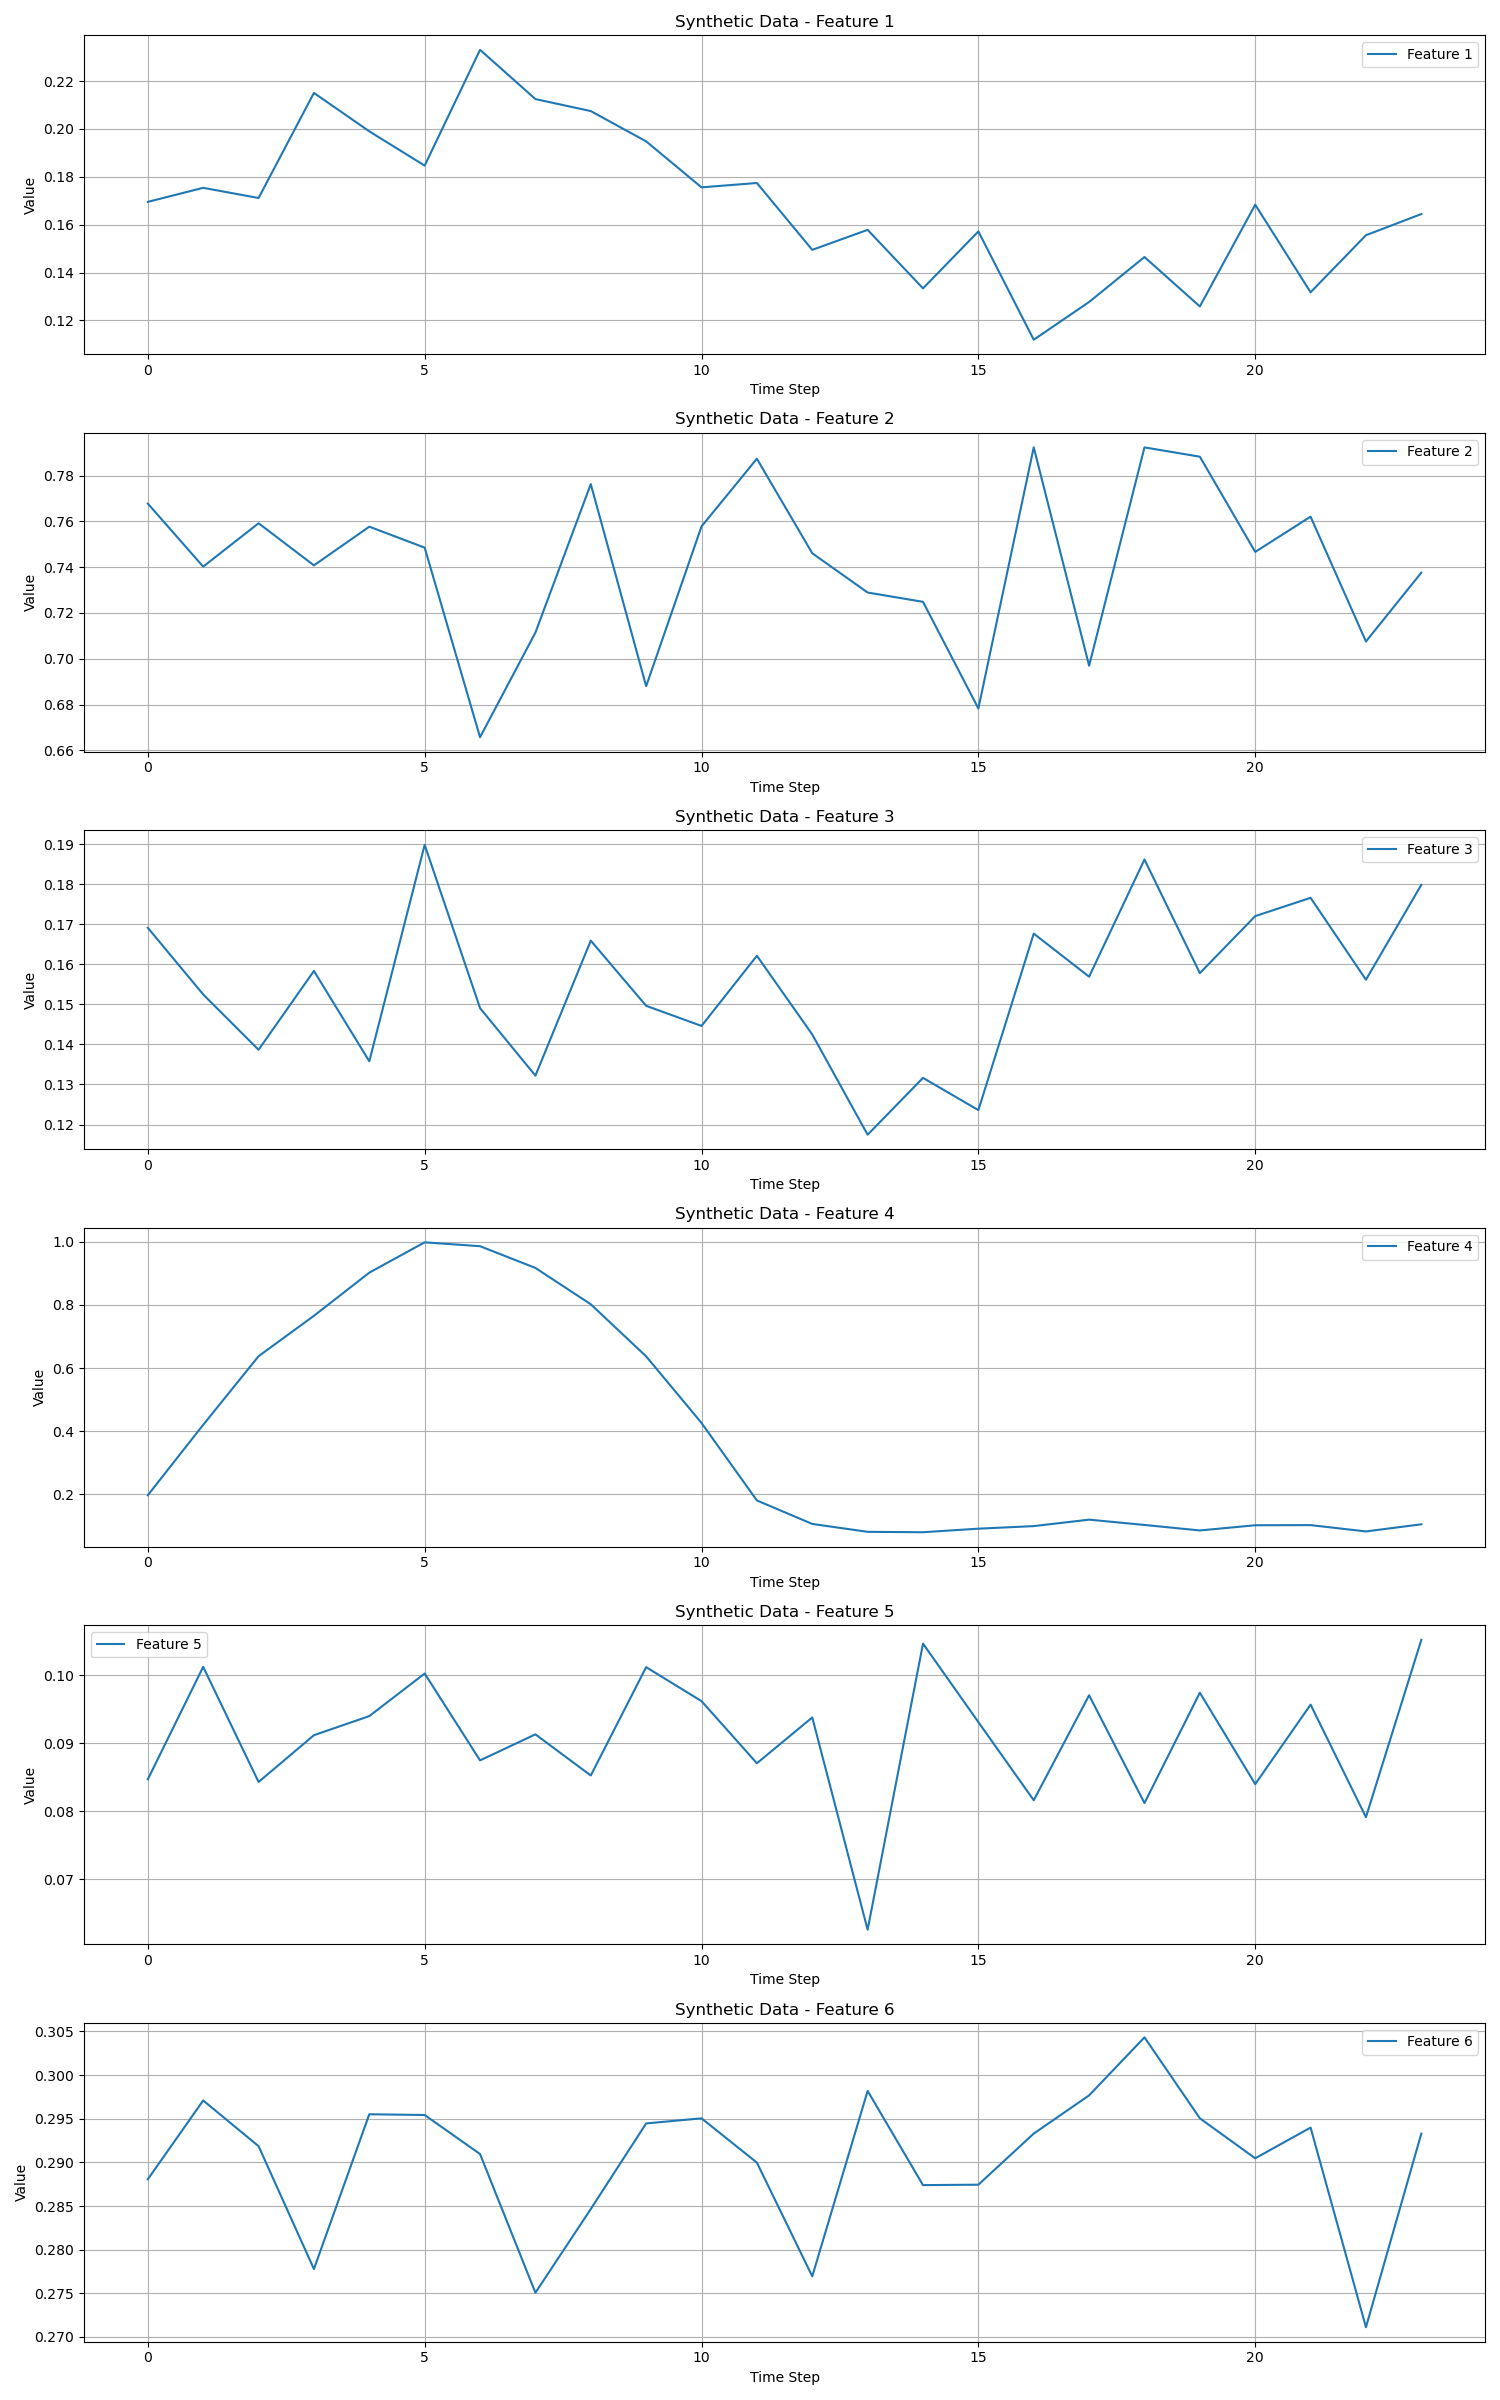 Synthetic Data - Feature 1
Feature 1
0.22
0.20
0.18
0.16
0.14
0.12
Value
0 5 10 15 20
Time Step
Synthetic Data - Feature 2
Feature 2
0.78
0.76
0.74
0.72
0.70
0.68
0.66
Value
0 5 10 15 20
Time Step
Synthetic Data - Feature 3
Feature 3
0.19
0.18
0.17
0.16
0.15
0.14
0.13
0.12
Value
0 5 10 15 20
Time Step
Synthetic Data - Feature 4
Feature 4
1.0
0.8
0.6
0.4
0.2
Value
0 5 10 15 20
Time Step
Synthetic Data - Feature 5
Feature 5
0.10
0.09
0.08
0.07
Value
0 5 10 15 20
Time Step
Synthetic Data - Feature 6
Feature 6
0.305
0.300
0.295
0.290
0.285
0.280
0.275
0.270
Value
0 5 10 15 20
Time Step